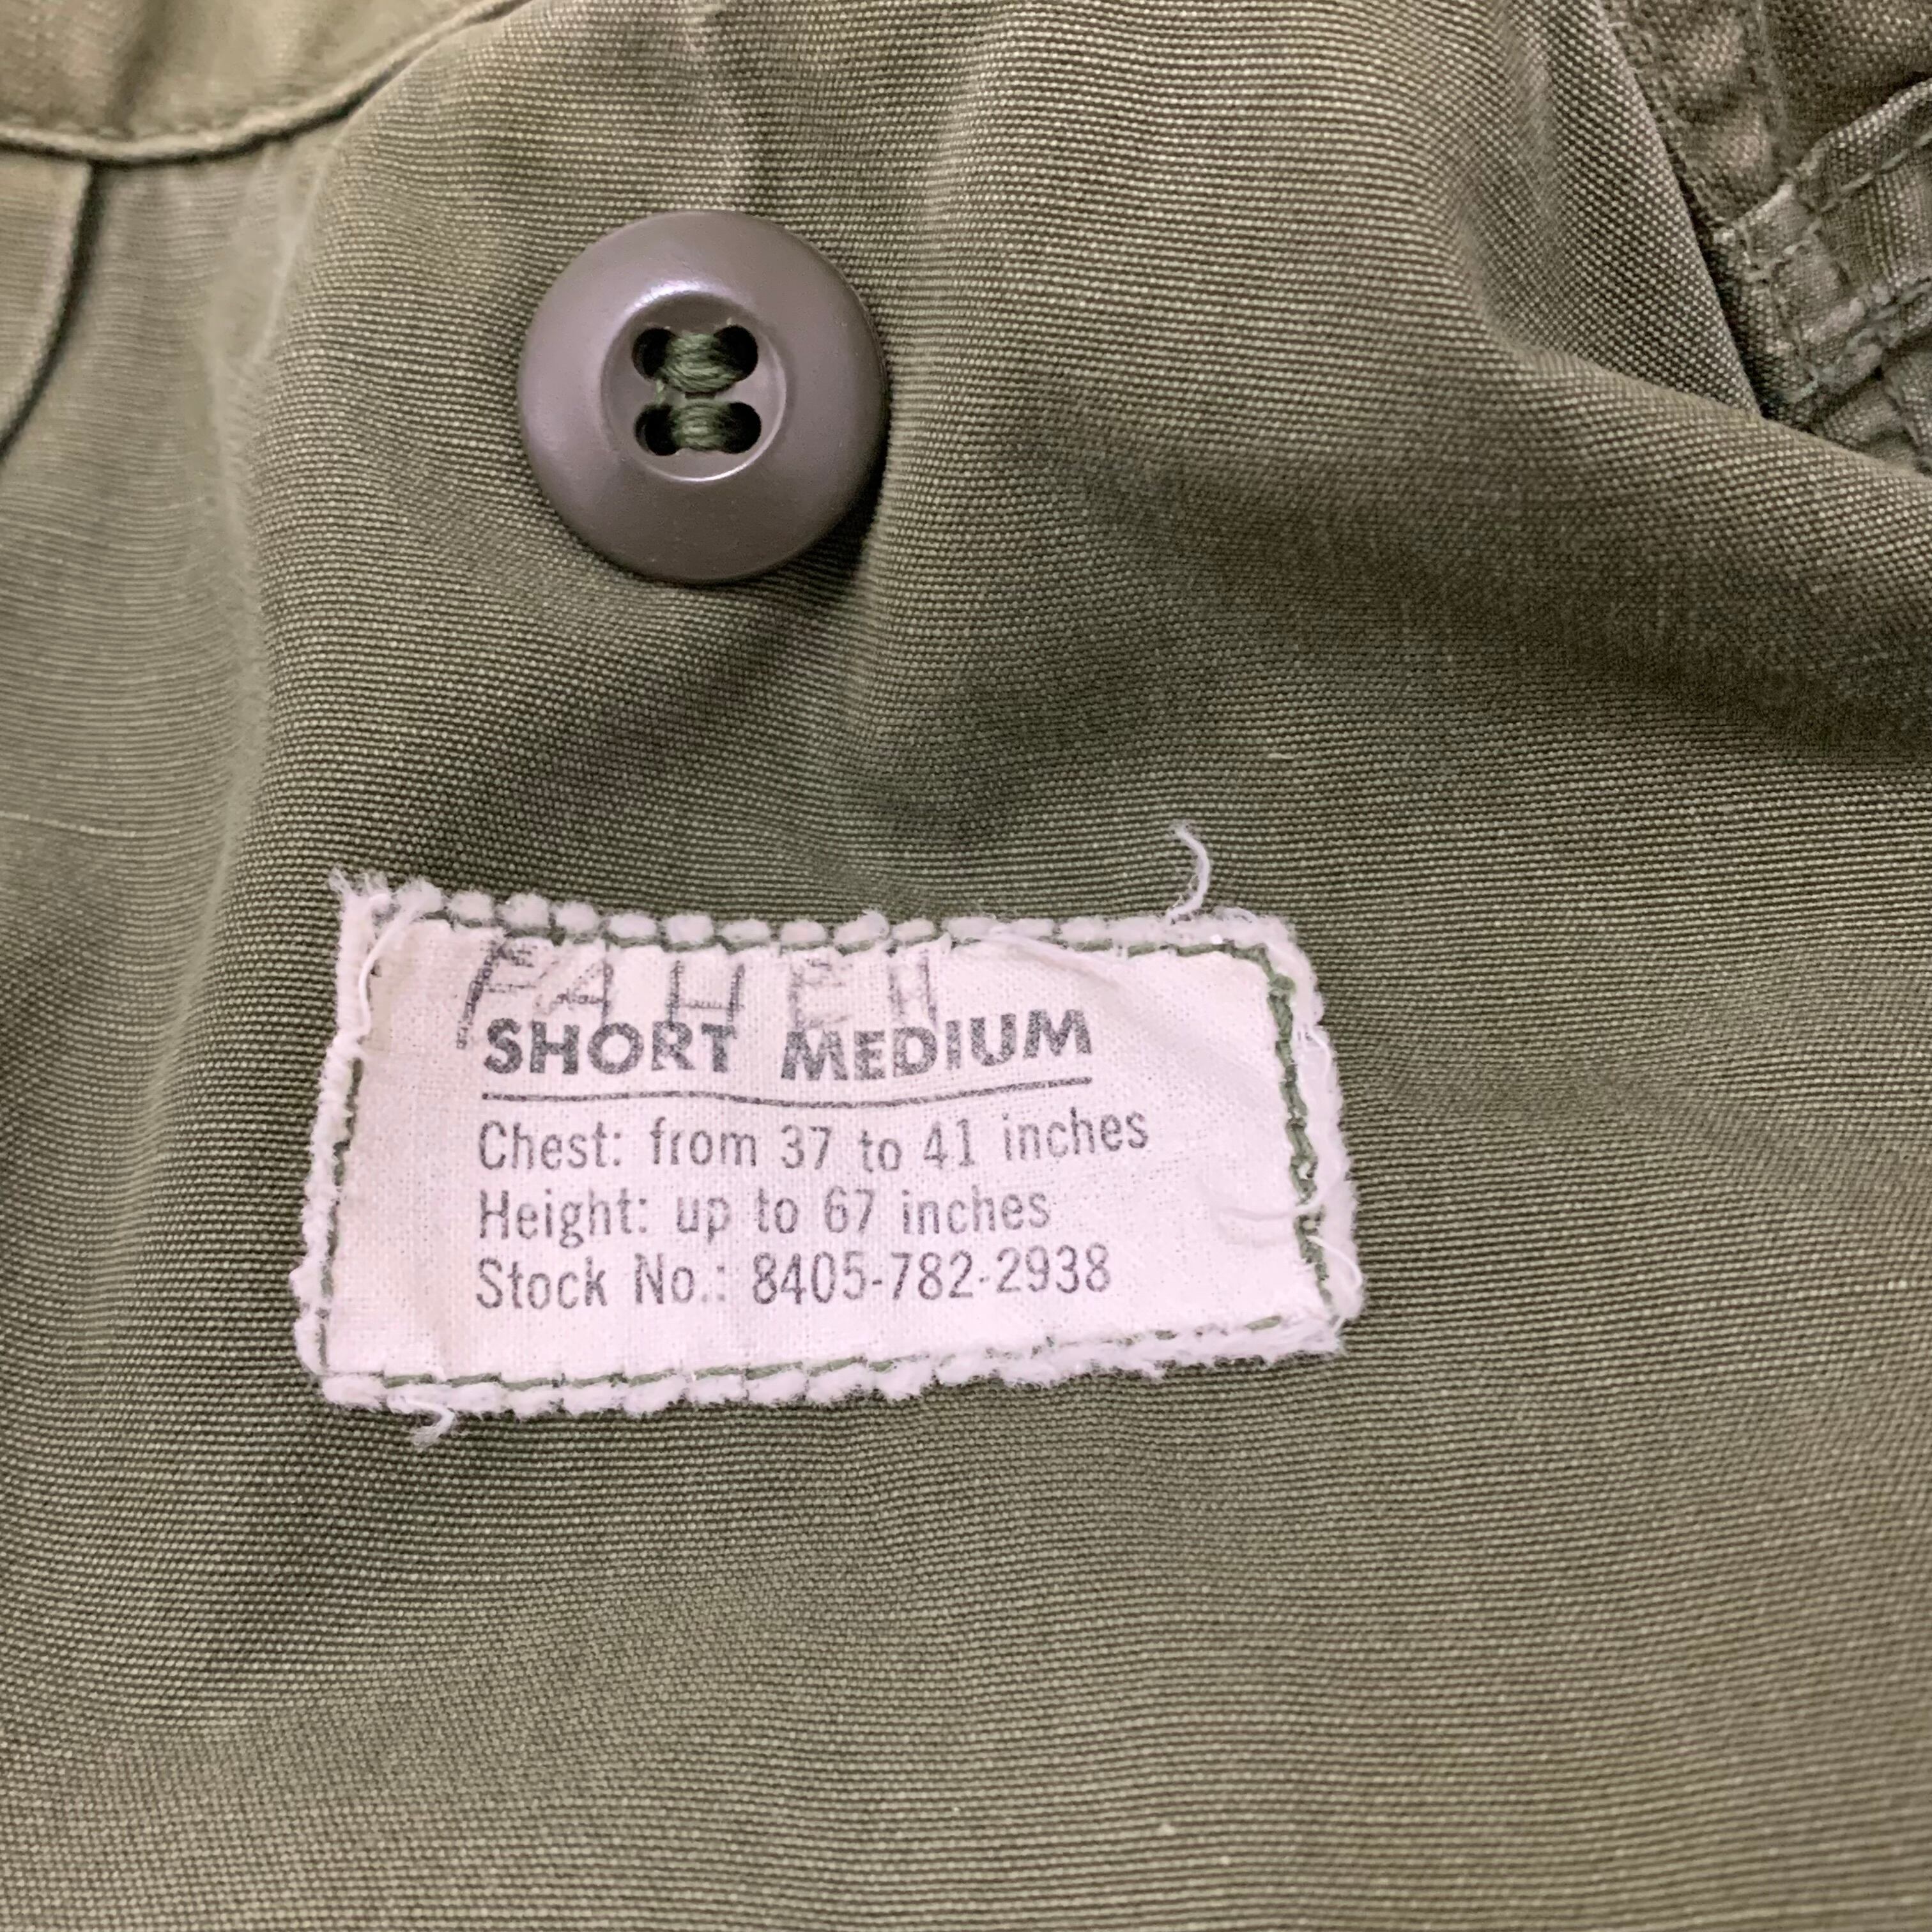 SHORT MEDIUM
Chest: from 37 to 41 inches
Height: up to 67 inches
Stock No.: 8405-782-2938